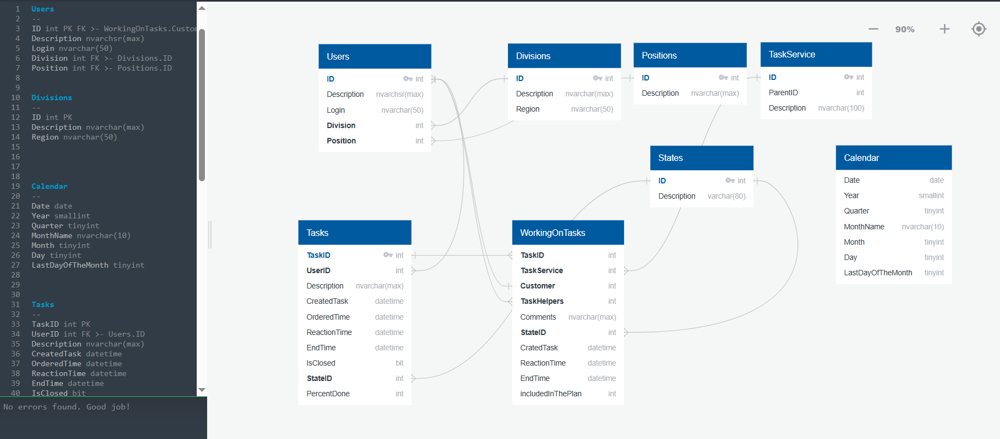 1 Users
2 --
3 ID int PK FK >- WorkingOnTasks.Custom
4 Description nvarchsr(max)
5 Login nvarchar(50)
6 Division int FK >- Divisions.ID
7 Position int FK >- Positions.ID
8
9
10 Divisions
11 --
12 ID int PK
13 Description nvarchar(max)
14 Region nvarchar(50)
15
16
17
18
19 Calendar
20 --
21 Date date
22 Year smallint
23 Quarter tinyint
24 MonthName nvarchar(10)
25 Month tinyint
26 Day tinyint
27 LastDayOfTheMonth tinyint
28
29
30
31 Tasks
32 --
33 TaskID int PK
34 UserID int FK >- Users.ID
35 Description nvarchar(max)
36 CreatedTask datetime
37 OrderedTime datetime
38 ReactionTime datetime
39 EndTime datetime
40 IsClosed bit
No errors found. Good job!
90%
Users
ID int
Description nvarchsr(max)
Login nvarchar(50)
Division int
Position int
Divisions
ID int
Description nvarchar(max)
Region nvarchar(50)
Positions
ID int
Description nvarchar(max)
TaskService
ID int
ParentID int
Description nvarchar(100)
States
ID int
Description varchar(80)
Calendar
Date date
Year smallint
Quarter tinyint
MonthName nvarchar(10)
Month tinyint
Day tinyint
LastDayOfTheMonth tinyint
Tasks
TaskID int
UserID int
Description nvarchar(max)
CreatedTask datetime
OrderedTime datetime
ReactionTime datetime
EndTime datetime
IsClosed bit
StateID int
PercentDone int
WorkingOnTasks
TaskID int
TaskService int
Customer int
TaskHelpers int
Comments nvarchar(max)
StateID int
CratedTask datetime
ReactionTime datetime
EndTime datetime
includedInThePlan int